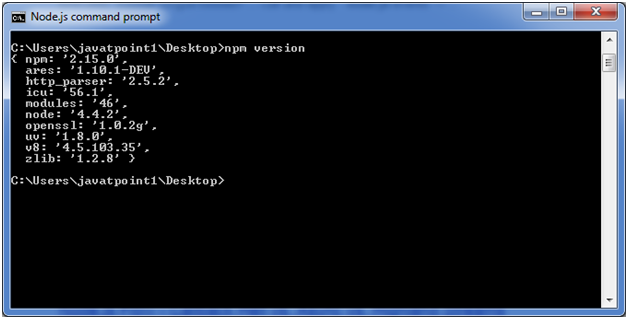 Node.js command prompt
C:\Users\javatpoint1\Desktop>npm version
{ npm: '2.15.0',
  ares: '1.10.1-DEV',
  http_parser: '2.5.2',
  icu: '56.1',
  modules: '46',
  node: '4.4.2',
  openssl: '1.0.2g',
  uv: '1.8.0',
  v8: '4.5.103.35',
  zlib: '1.2.8' }
C:\Users\javatpoint1\Desktop>